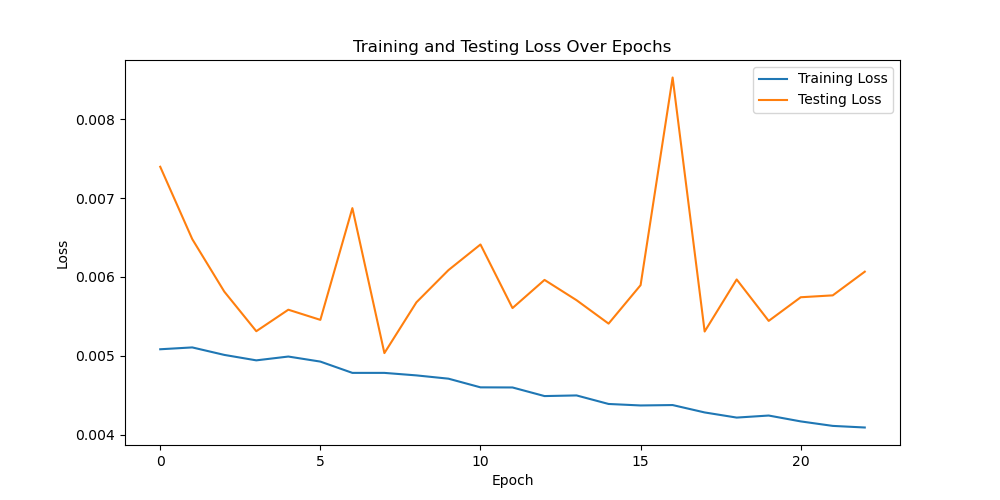 Training and Testing Loss Over Epochs
Training Loss
Testing Loss
0.008
0.007
0.006
0.005
0.004
Loss
0 5 10 15 20
Epoch